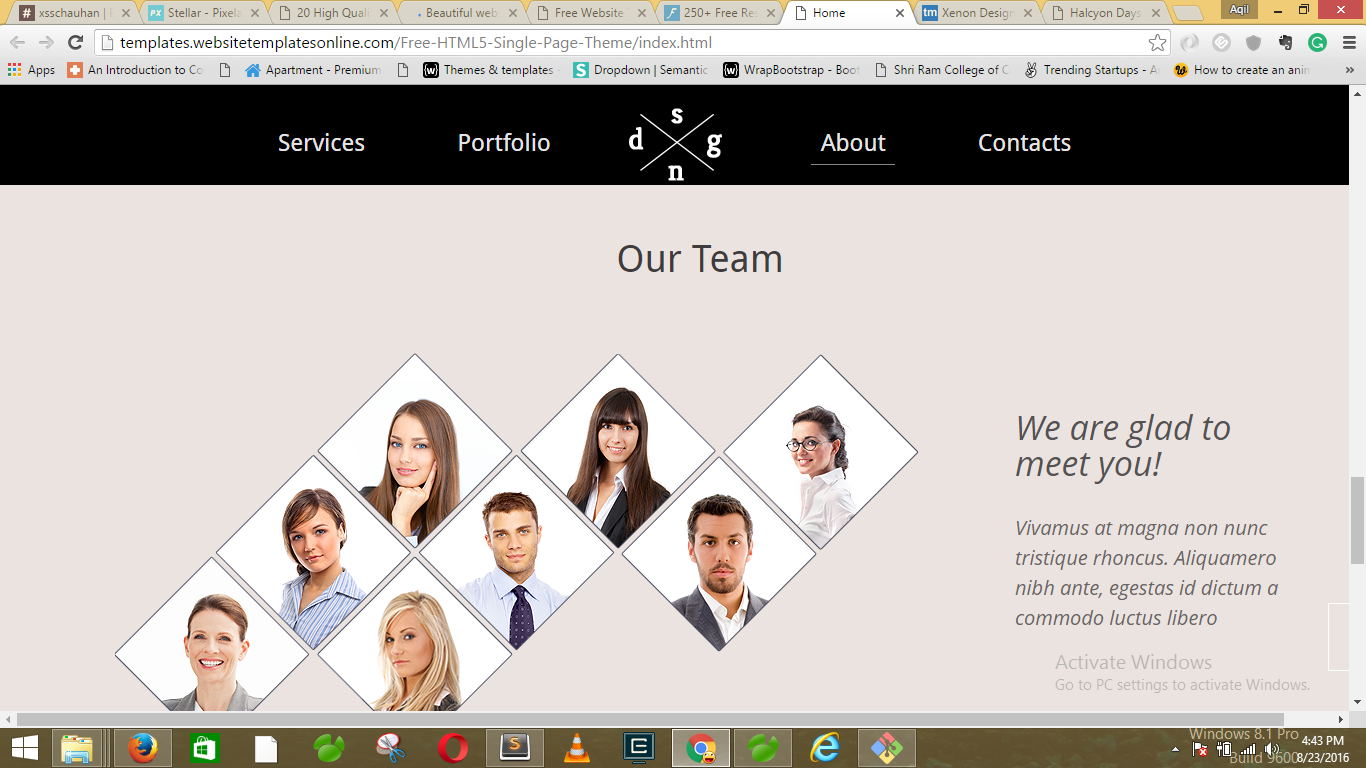 xsschauhan |
Stellar - Pixela
20 High Quali
Beautiful web
Free Website
250+ Free Res
Home
Xenon Design
Halcyon Days
Aqil
templates.websitetemplatesonline.com/Free-HTML5-Single-Page-Theme/index.html
Apps
An Introduction to Co
Apartment - Premium
Themes & templates
Dropdown | Semantic
WrapBootstrap - Boot
Shri Ram College of C
Trending Startups - A
How to create an anim
»
Services
Portfolio
d s g n
About
Contacts
Our Team
We are glad to
meet you!
Vivamus at magna non nunc
tristique rhoncus. Aliquamero
nibh ante, egestas id dictum a
commodo luctus libero
Activate Windows
Go to PC settings to activate Windows.
Windows 8.1 Pro
Build 9600
4:43 PM
8/23/2016